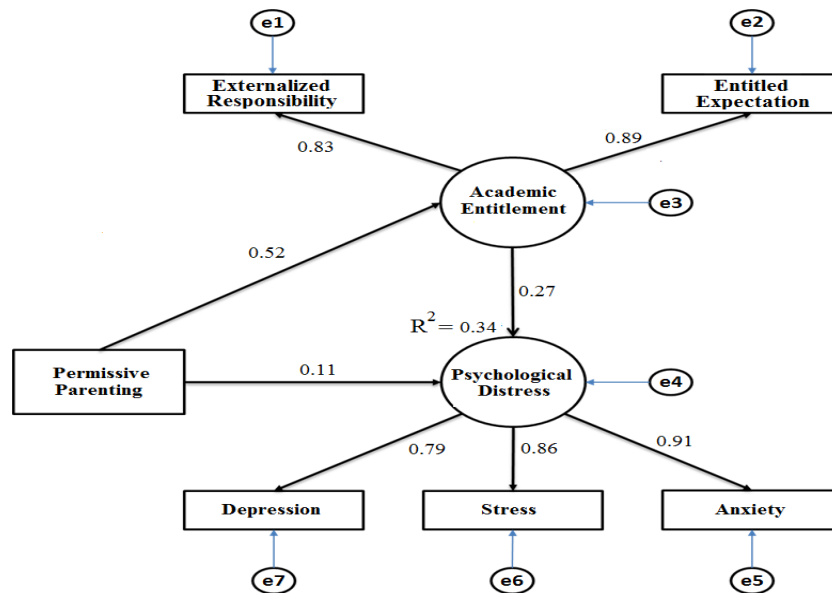 e1
e2
Externalized
Responsibility
Entitled
Expectation
0.83
0.89
Academic
Entitlement
e3
0.52
0.27
R² = 0.34
Permissive
Parenting
0.11
Psychological
Distress
e4
0.79
0.86
0.91
Depression
Stress
Anxiety
e7
e6
e5